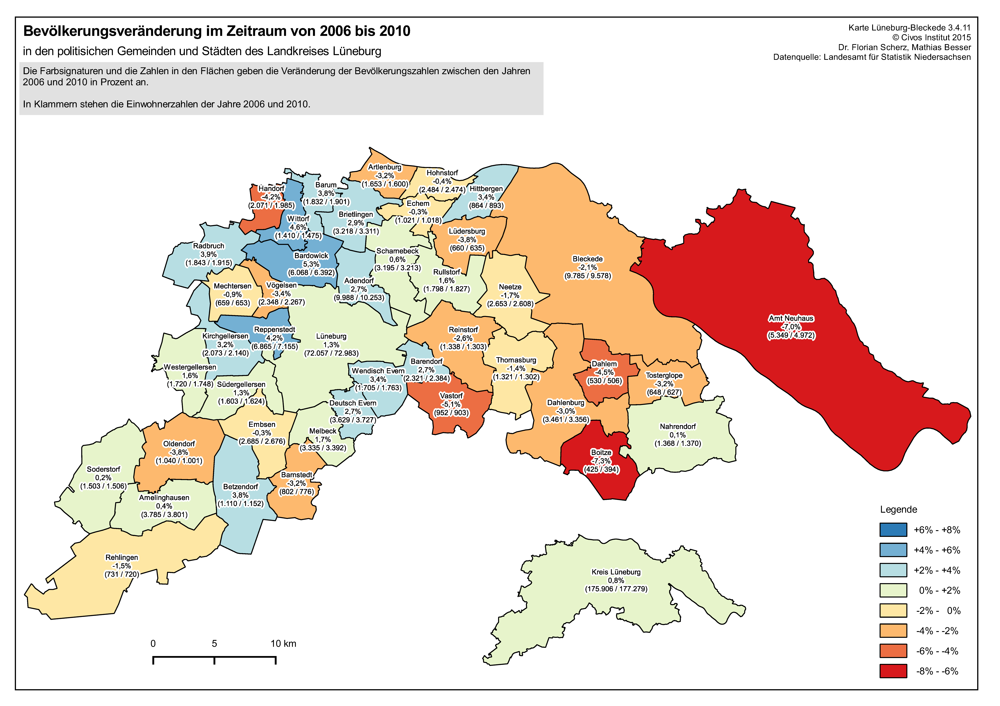 Bevölkerungsveränderung im Zeitraum von 2006 bis 2010
in den politisichen Gemeinden und Städten des Landkreises Lüneburg
Die Farbsignaturen und die Zahlen in den Flächen geben die Veränderung der Bevölkerungszahlen zwischen den Jahren
2006 und 2010 in Prozent an.
In Klammern stehen die Einwohnerzahlen der Jahre 2006 und 2010.
Karte Lüneburg-Bleckede 3.4.11
© Civos Institut 2015
Dr. Florian Scherz, Mathias Besser
Datenquelle: Landesamt für Statistik Niedersachsen
Artlenburg
-3,2%
(1.653 / 1.600)
Hohnstorf
-0,4%
(2.484 / 2.474)
Handorf
-4,2%
(2.071 / 1.985)
Barum
3,8%
(1.832 / 1.901)
Hittbergen
3,4%
(864 / 893)
Echem
-0,3%
(1.021 / 1.018)
Wittorf
4,6%
(1.410 / 1.475)
Brietlingen
2,9%
(3.218 / 3.311)
Lüdersburg
-3,8%
(660 / 635)
Radbruch
3,9%
(1.843 / 1.915)
Bardowick
5,3%
(6.068 / 6.392)
Scharnebeck
0,6%
(3.195 / 3.213)
Bleckede
-2,1%
(9.785 / 9.578)
Rullstorf
1,6%
(1.798 / 1.827)
Mechtersen
-0,9%
(659 / 653)
Vögelsen
-3,4%
(2.348 / 2.267)
Adendorf
2,7%
(9.988 / 10.253)
Neetze
-1,7%
(2.653 / 2.608)
Amt Neuhaus
-7,0%
(5.349 / 4.972)
Kirchgellersen
3,2%
(2.073 / 2.140)
Reppenstedt
4,2%
(6.865 / 7.155)
Lüneburg
1,3%
(72.057 / 72.983)
Reinstorf
-2,6%
(1.338 / 1.303)
Westergellersen
1,6%
(1.720 / 1.748)
Wendisch Evern
3,4%
(1.705 / 1.763)
Barendorf
2,7%
(2.321 / 2.384)
Thomasburg
-1,4%
(1.321 / 1.302)
Dahlem
-4,5%
(530 / 506)
Tosterglope
-3,2%
(648 / 627)
Südergellersen
1,3%
(1.603 / 1.624)
Deutsch Evern
2,7%
(3.629 / 3.727)
Vastorf
-5,1%
(952 / 903)
Dahlenburg
-3,0%
(3.461 / 3.356)
Embsen
-0,3%
(2.685 / 2.676)
Melbeck
1,7%
(3.335 / 3.392)
Nahrendorf
0,1%
(1.368 / 1.370)
Oldendorf
-3,8%
(1.040 / 1.001)
Boitze
-7,3%
(425 / 394)
Soderstorf
0,2%
(1.503 / 1.506)
Barnstedt
-3,2%
(802 / 776)
Amelinghausen
0,4%
(3.785 / 3.801)
Betzendorf
3,8%
(1.110 / 1.152)
Rehlingen
-1,5%
(731 / 720)
Kreis Lüneburg
0,8%
(175.906 / 177.279)
Legende
+6% - +8%
+4% - +6%
+2% - +4%
0% - +2%
-2% - 0%
-4% - -2%
-6% - -4%
-8% - -6%
0 5 10 km